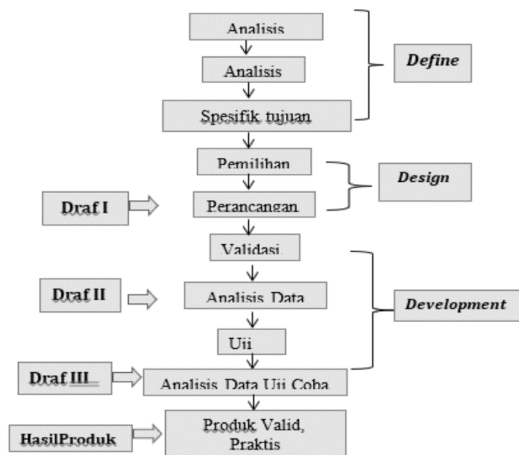 Analisis
Define
Analisis
Spesifik tujuan
Pemilihan
Design
Draf I
Perancangan
Validasi
Draf II
Analisis Data
Development
Uji
Draf III
Analisis Data Uji Coba
HasilProduk
Produk Valid,
Praktis